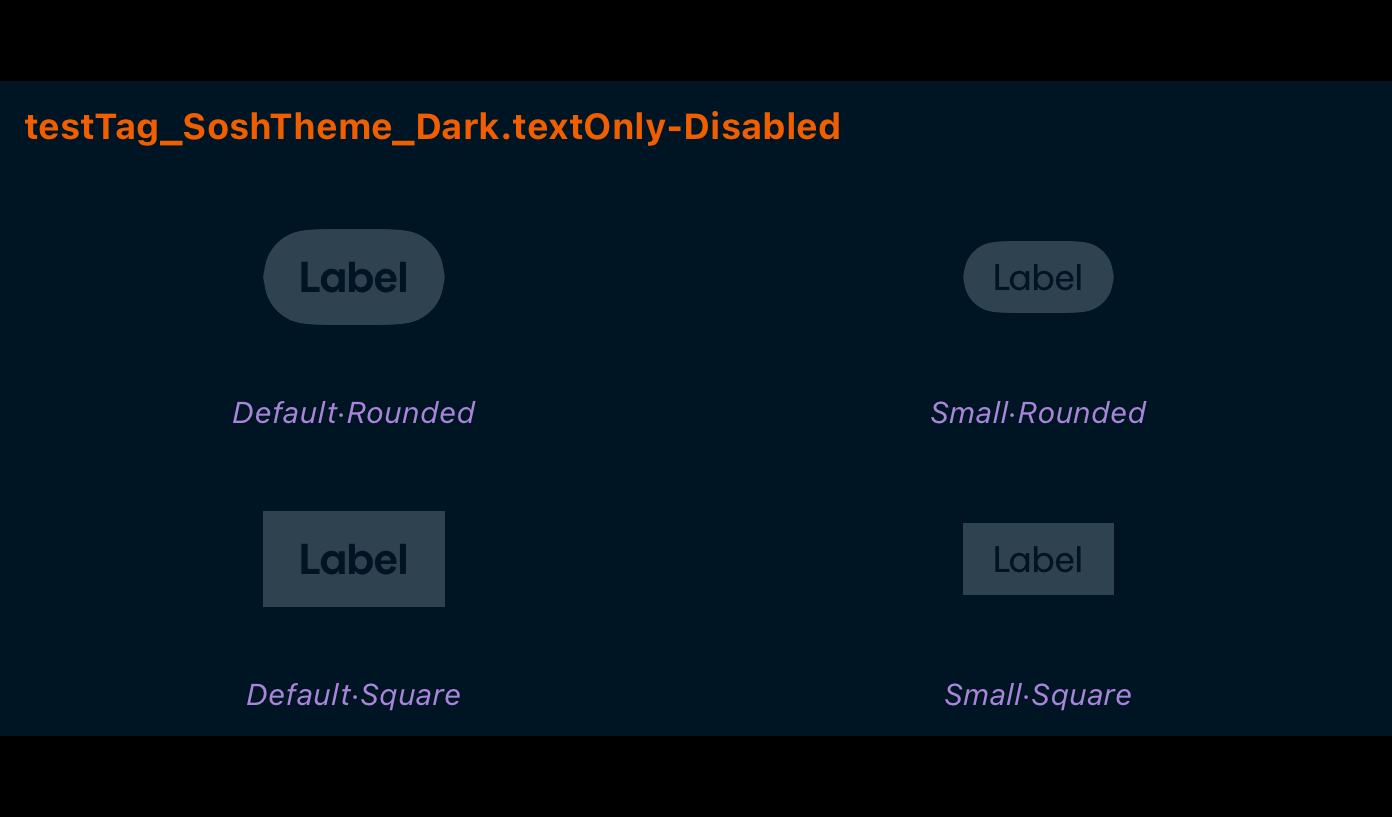 testTag_SoshTheme_Dark.textOnly-Disabled
Label
Label
Default·Rounded
Small·Rounded
Label
Label
Default·Square
Small·Square